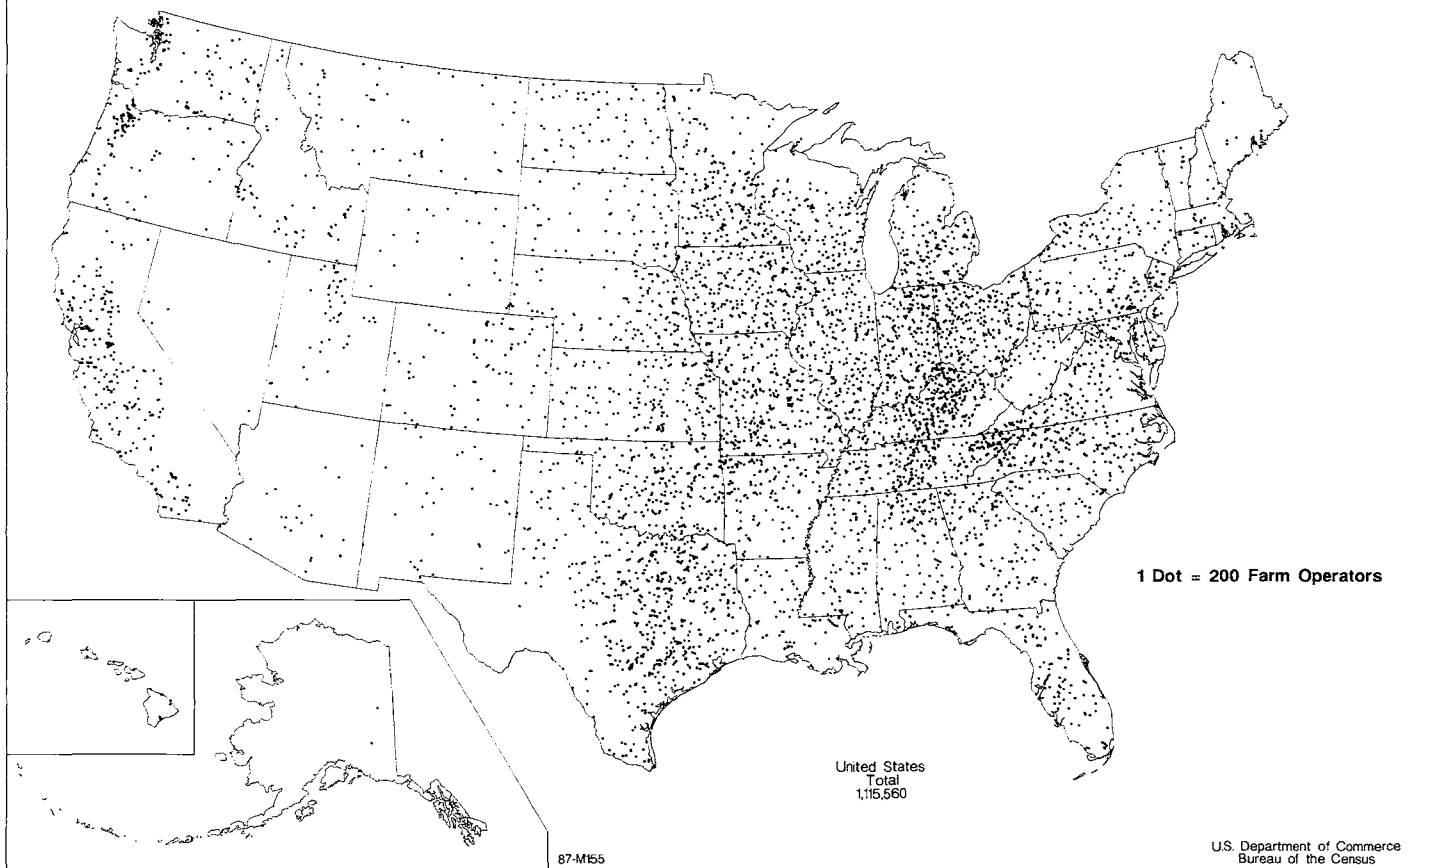 1 Dot = 200 Farm Operators
United States
Total
1,115,560
87-M155
U.S. Department of Commerce
Bureau of the Census